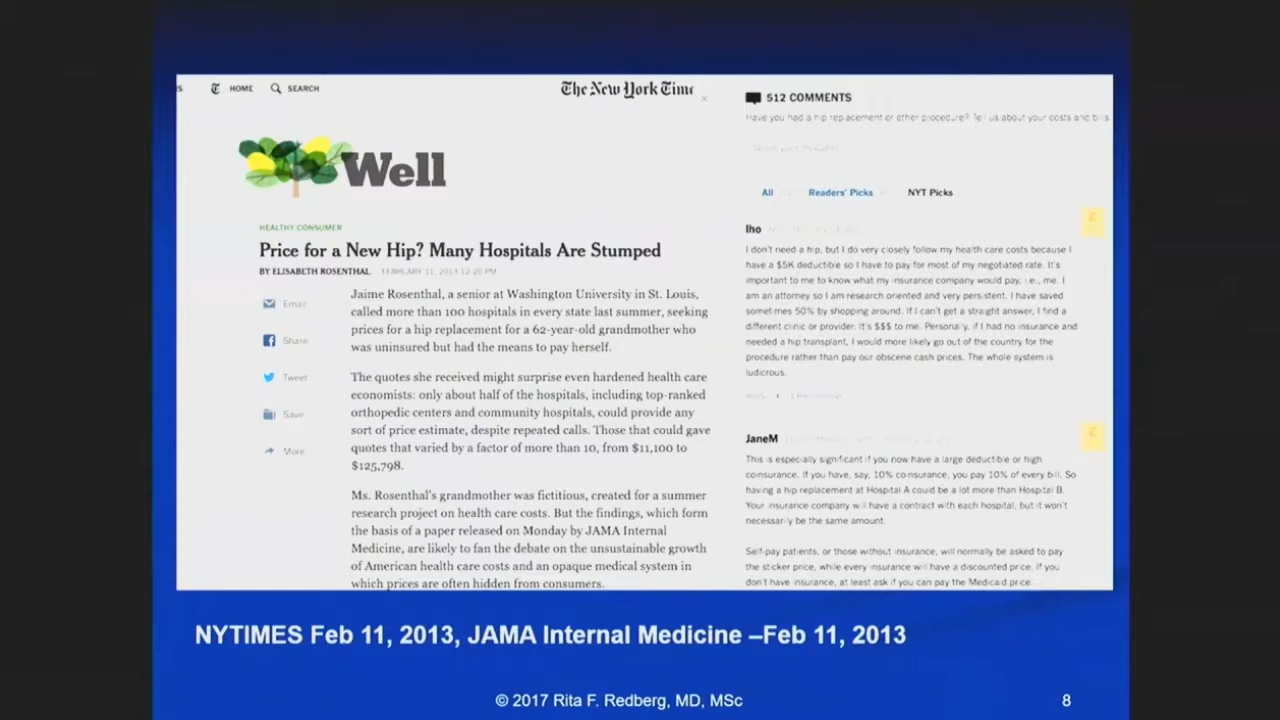 S
HOME
SEARCH
The New York Time
Well
HEALTHY CONSUMER
Price for a New Hip? Many Hospitals Are Stumped
BY ELISABETH ROSENTHAL FEBRUARY 11, 2013 12:26 PM
Email
Share
Tweet
Save
More
Jaime Rosenthal, a senior at Washington University in St. Louis,
called more than 100 hospitals in every state last summer, seeking
prices for a hip replacement for a 62-year-old grandmother who
was uninsured but had the means to pay herself.
The quotes she received might surprise even hardened health care
economists: only about half of the hospitals, including top-ranked
orthopedic centers and community hospitals, could provide any
sort of price estimate, despite repeated calls. Those that could gave
quotes that varied by a factor of more than 10, from $11,100 to
$125,798.
Ms. Rosenthal's grandmother was fictitious, created for a summer
research project on health care costs. But the findings, which form
the basis of a paper released on Monday by JAMA Internal
Medicine, are likely to fan the debate on the unsustainable growth
of American health care costs and an opaque medical system in
which prices are often hidden from consumers.
512 COMMENTS
Have you had a hip replacement or other procedure? Tell us about your costs and bills.
Share your thoughts
All
Readers' Picks
NYT Picks
lho
I don't need a hip, but I do very closely follow my health care costs because I
have a $5K deductible so I have to pay for most of my negotiated rate. It's
important to me to know what my insurance company would pay, i.e., me. I
am an attorney so I am research oriented and very persistent. I have saved
sometimes 50% by shopping around. If I can't get a straight answer, I find a
different clinic or provider. It's $$$ to me. Personally, if I had no insurance and
needed a hip transplant, I would more likely go out of the country for the
procedure rather than pay our obscene cash prices. The whole system is
ludicrous.
JaneM
This is especially significant if you now have a large deductible or high
coinsurance. If you have, say, 10% coinsurance, you pay 10% of every bill. So
having a hip replacement at Hospital A could be a lot more than Hospital B.
Your insurance company will have a contract with each hospital, but it won't
necessarily be the same amount.
Self-pay patients, or those without insurance, will normally be asked to pay
the sticker price, while every insurance will have a discounted price. If you
don't have insurance, at least ask if you can pay the Medicaid price...
NYTIMES Feb 11, 2013, JAMA Internal Medicine –Feb 11, 2013
© 2017 Rita F. Redberg, MD, MSc
8